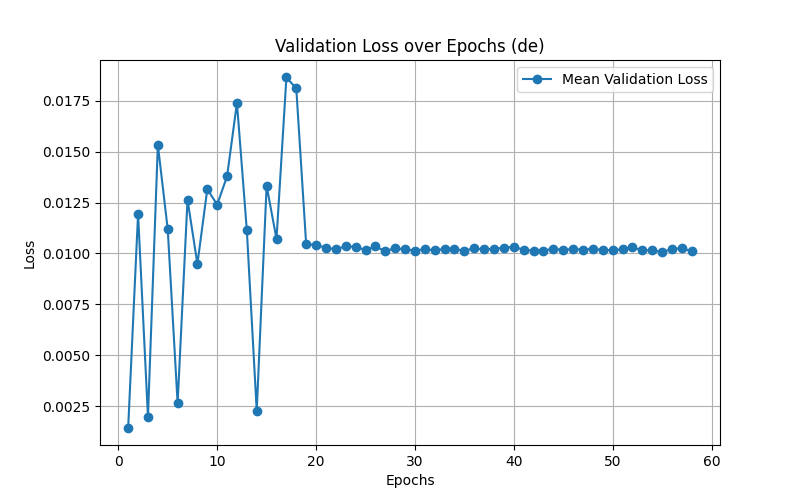 Validation Loss over Epochs (de)
Mean Validation Loss
0.0175
0.0150
0.0125
0.0100
0.0075
0.0050
0.0025
Loss
0 10 20 30 40 50 60
Epochs